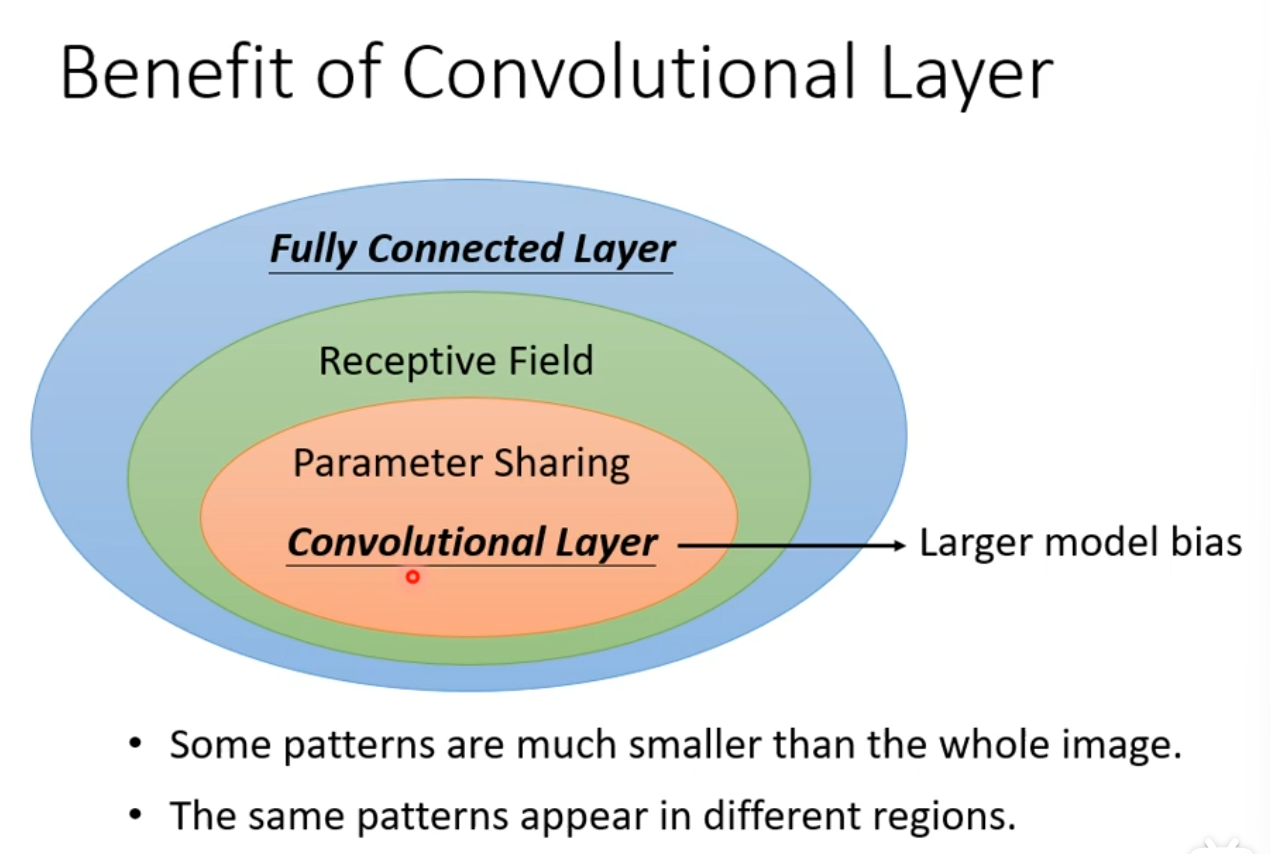 Benefit of Convolutional Layer
Fully Connected Layer
Receptive Field
Parameter Sharing
Convolutional Layer
Larger model bias
• Some patterns are much smaller than the whole image.
• The same patterns appear in different regions.